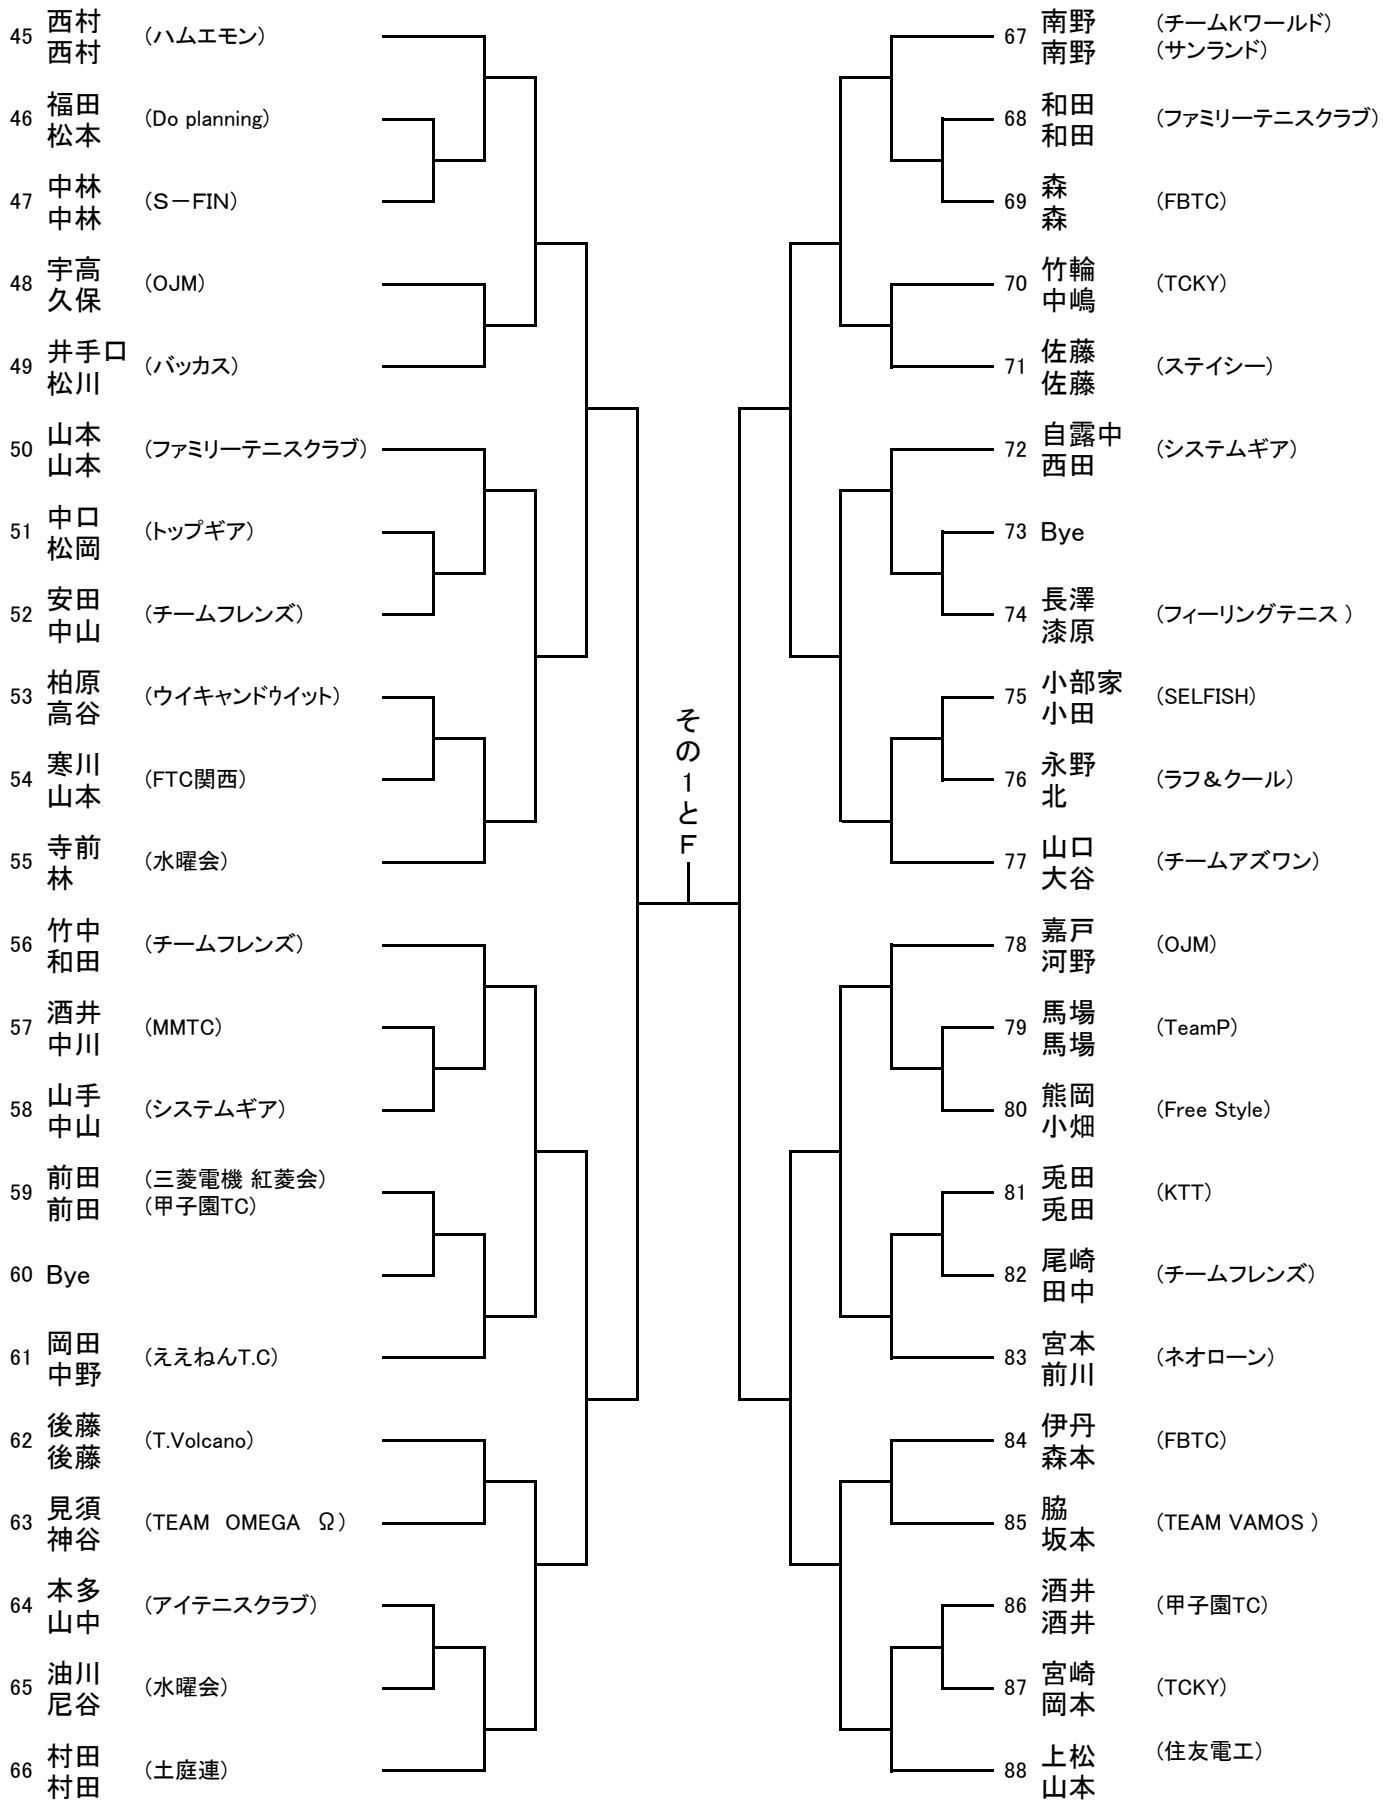 45 西村 (ハムエモン)
西村
46 福田 (Do planning)
松本
47 中林 (S－FIN)
中林
48 宇高 (OJM)
久保
49 井手口 (バッカス)
松川
50 山本 (ファミリーテニスクラブ)
山本
51 中口 (トップギア)
松岡
52 安田 (チームフレンズ)
中山
53 柏原 (ウイキャンドゥイット)
高谷
54 寒川 (FTC関西)
山本
55 寺前 (水曜会)
林
56 竹中 (チームフレンズ)
和田
57 酒井 (MMTC)
中川
58 山手 (システムギア)
中山
59 前田 (三菱電機 紅菱会)
前田 (甲子園TC)
60 Bye
61 岡田 (ええねんT.C)
中野
62 後藤 (T.Volcano)
後藤
63 見須 (TEAM　OMEGA　Ω)
神谷
64 本多 (アイテニスクラブ)
山中
65 油川 (水曜会)
尼谷
66 村田 (土庭連)
村田
その1とF
67 南野 (チームKワールド)
南野 (サンランド)
68 和田 (ファミリーテニスクラブ)
和田
69 森 (FBTC)
森
70 竹輪 (TCKY)
中嶋
71 佐藤 (ステイシー)
佐藤
72 自露中 (システムギア)
西田
73 Bye
74 長澤 (フィーリングテニス )
漆原
75 小部家 (SELFISH)
小田
76 永野 (ラフ＆クール)
北
77 山口 (チームアズワン)
大谷
78 嘉戸 (OJM)
河野
79 馬場 (TeamP)
馬場
80 熊岡 (Free Style)
小畑
81 兎田 (KTT)
兎田
82 尾崎 (チームフレンズ)
田中
83 宮本 (ネオローン)
前川
84 伊丹 (FBTC)
森本
85 脇 (TEAM VAMOS )
坂本
86 酒井 (甲子園TC)
酒井
87 宮崎 (TCKY)
岡本
88 上松 (住友電工)
山本